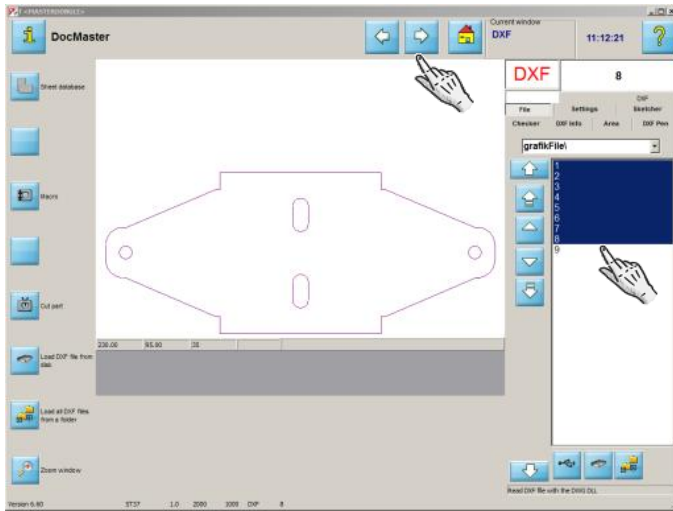 T <MASTERDONGLE>
DocMaster
Current window
DXF
11:12:21
Sheet database
Macro
Cut part
Load DXF file from disk
Load all DXF files
from a folder
Zoom window
DXF
8
File
Settings
DXF
Sketcher
Checker
DXF info
Area
DXF Pen
grafikFile\
1
2
3
4
5
6
7
8
9
230.00
95.00
35
Read DXF file with the DWG DLL.
Version 6.60
ST37
1.0
2000
1000
DXF
8